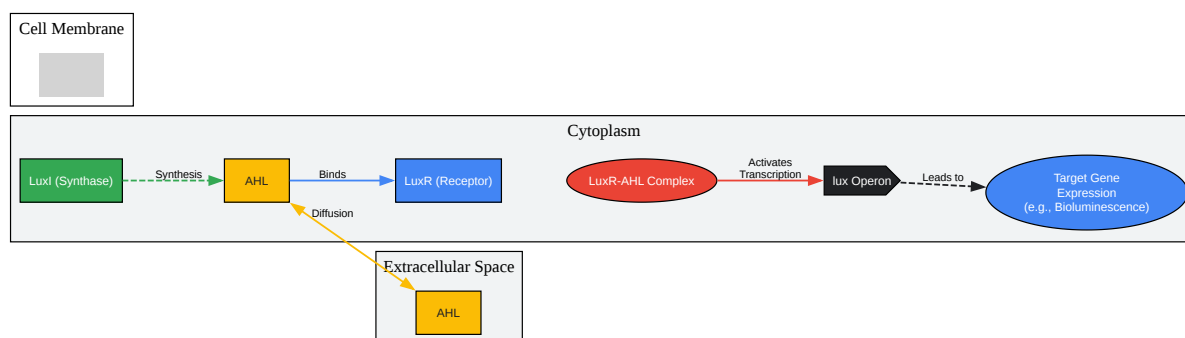 Cell Membrane
Cytoplasm
LuxI (Synthase)
Synthesis
AHL
Binds
LuxR (Receptor)
LuxR-AHL Complex
Activates
Transcription
lux Operon
Leads to
Target Gene
Expression
(e.g., Bioluminescence)
Diffusion
Extracellular Space
AHL